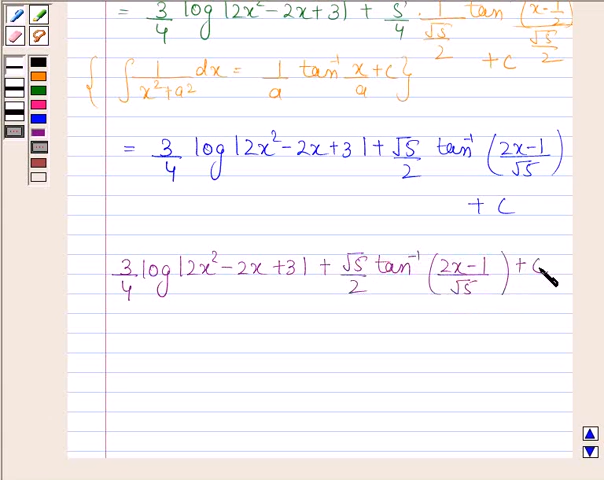 = 3/4 log |2x² - 2x + 3| + 5/4 · 1/(√5/2) tan⁻¹ ((x - 1/2)/(√5/2)) + C
{ ∫ 1/(x² + a²) dx = 1/a tan⁻¹ x/a + C }
= 3/4 log |2x² - 2x + 3| + √5/2 tan⁻¹ ((2x - 1)/√5)
+ C
3/4 log |2x² - 2x + 3| + √5/2 tan⁻¹ ((2x - 1)/√5) + C